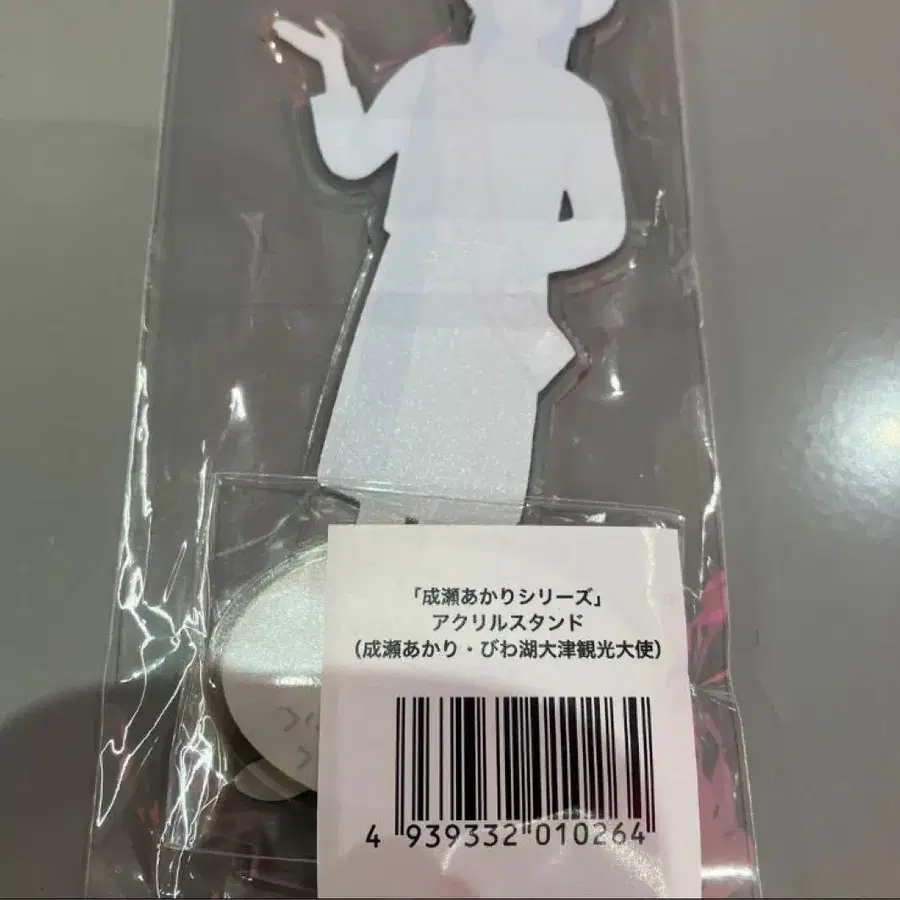 「成瀬あかりシリーズ」
アクリルスタンド
（成瀬あかり・びわ湖大津観光大使）
4 939332 010264